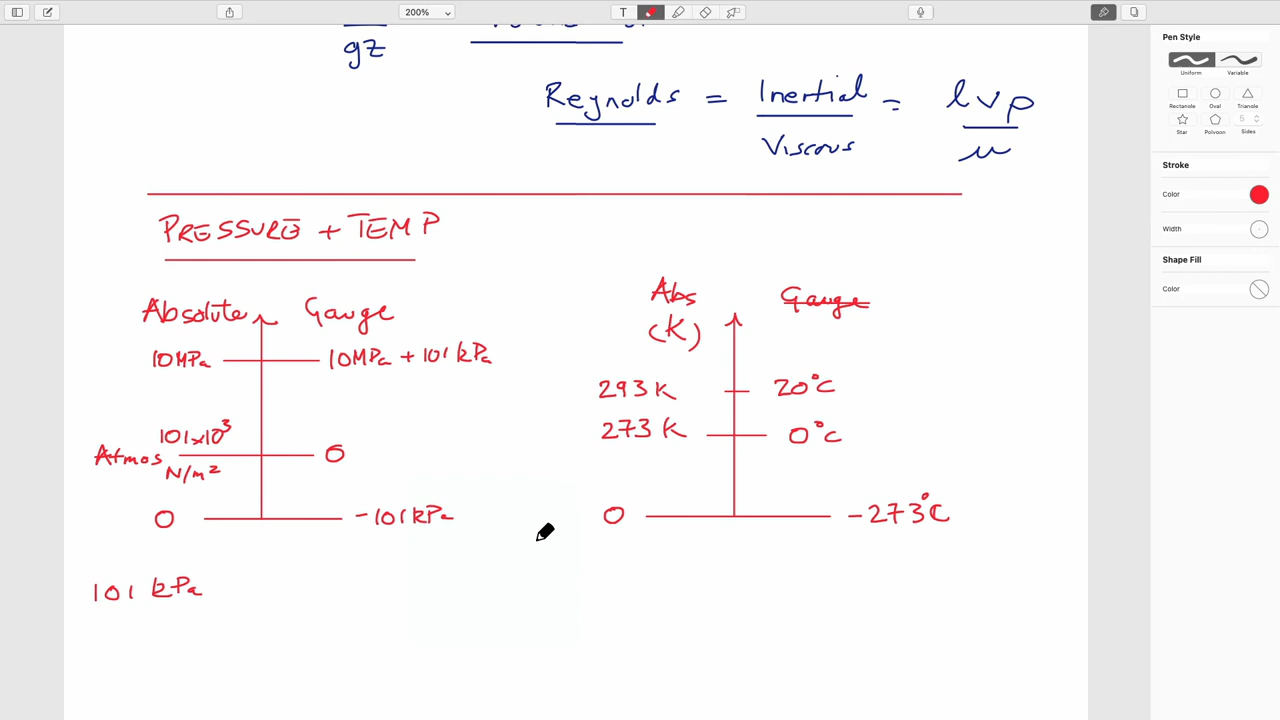 200%
T
gz
Reynolds = Inertial = l v ρ
Viscous μ
PRESSURE + TEMP
Absolute Gauge
10MPa 10MPa + 101 kPa
Atmos 101x10³ 0
N/m²
0 -101kPa
101 kPa
Abs Gauge
(K)
293 K 20°C
273 K 0°C
0 -273°C
Pen Style
Uniform Variable
Rectangle Oval Triangle
5
Star Polygon Sides
Stroke
Color
Width
Shape Fill
Color